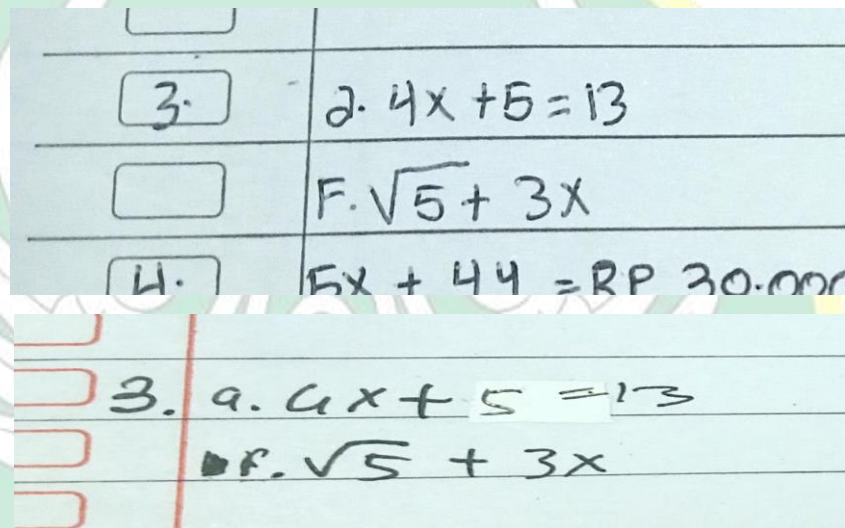 3. a. 4x + 5 = 13
F. √5 + 3x
4. 5x + 44 = RP 30.000
3. a. 4x + 5 = 13
F. √5 + 3x